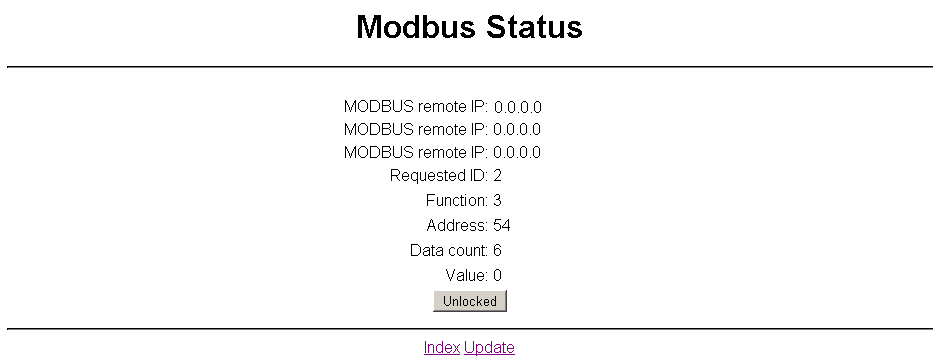 Modbus Status
MODBUS remote IP: 0.0.0.0
MODBUS remote IP: 0.0.0.0
MODBUS remote IP: 0.0.0.0
Requested ID: 2
Function: 3
Address: 54
Data count: 6
Value: 0
Unlocked
Index Update